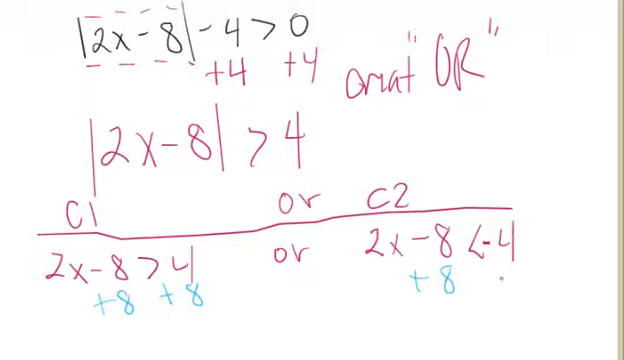 |2x-8|-4>0
+4 +4
great "OR"
|2x-8|>4
C1 or C2
2x-8>4 or 2x-8<-4
+8 +8 +8